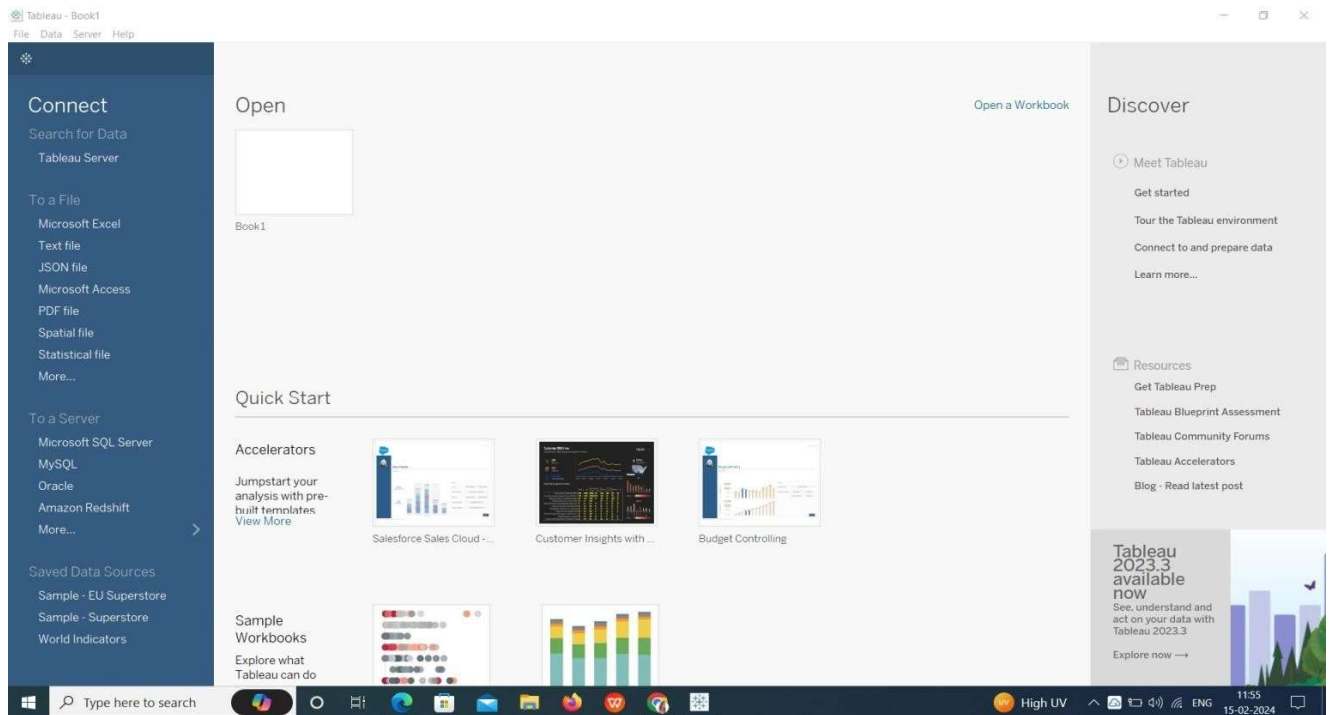 Tableau - Book1
File Data Server Help
Connect
Search for Data
Tableau Server
To a File
Microsoft Excel
Text file
JSON file
Microsoft Access
PDF file
Spatial file
Statistical file
More...
To a Server
Microsoft SQL Server
MySQL
Oracle
Amazon Redshift
More...
Saved Data Sources
Sample - EU Superstore
Sample - Superstore
World Indicators
Open
Open a Workbook
Book1
Quick Start
Accelerators
Jumpstart your
analysis with pre-
built templates
View More
Salesforce Sales Cloud -...
Customer Insights with ...
Budget Controlling
Sample
Workbooks
Explore what
Tableau can do
Discover
Meet Tableau
Get started
Tour the Tableau environment
Connect to and prepare data
Learn more...
Resources
Get Tableau Prep
Tableau Blueprint Assessment
Tableau Community Forums
Tableau Accelerators
Blog - Read latest post
Tableau
2023.3
available
now
See, understand and
act on your data with
Tableau 2023.3
Explore now →
Type here to search
High UV
ENG
11:55
15-02-2024